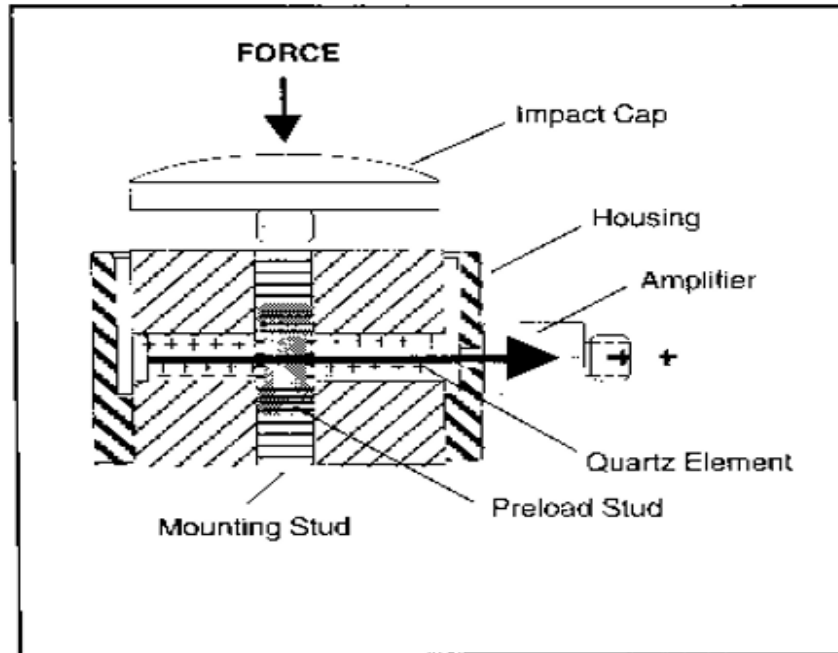 FORCE
Impact Cap
Housing
Amplifier
+ +
Quartz Element
Preload Stud
Mounting Stud